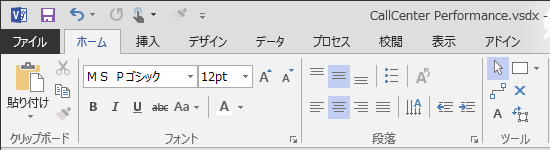 CallCenter Performance.vsdx -
ファイル ホーム 挿入 デザイン データ プロセス 校閲 表示 アドイン
貼り付け
ＭＳ Ｐゴシック 12pt A A
B I U abc Aa A
A
A
クリップボード フォント 段落 ツール